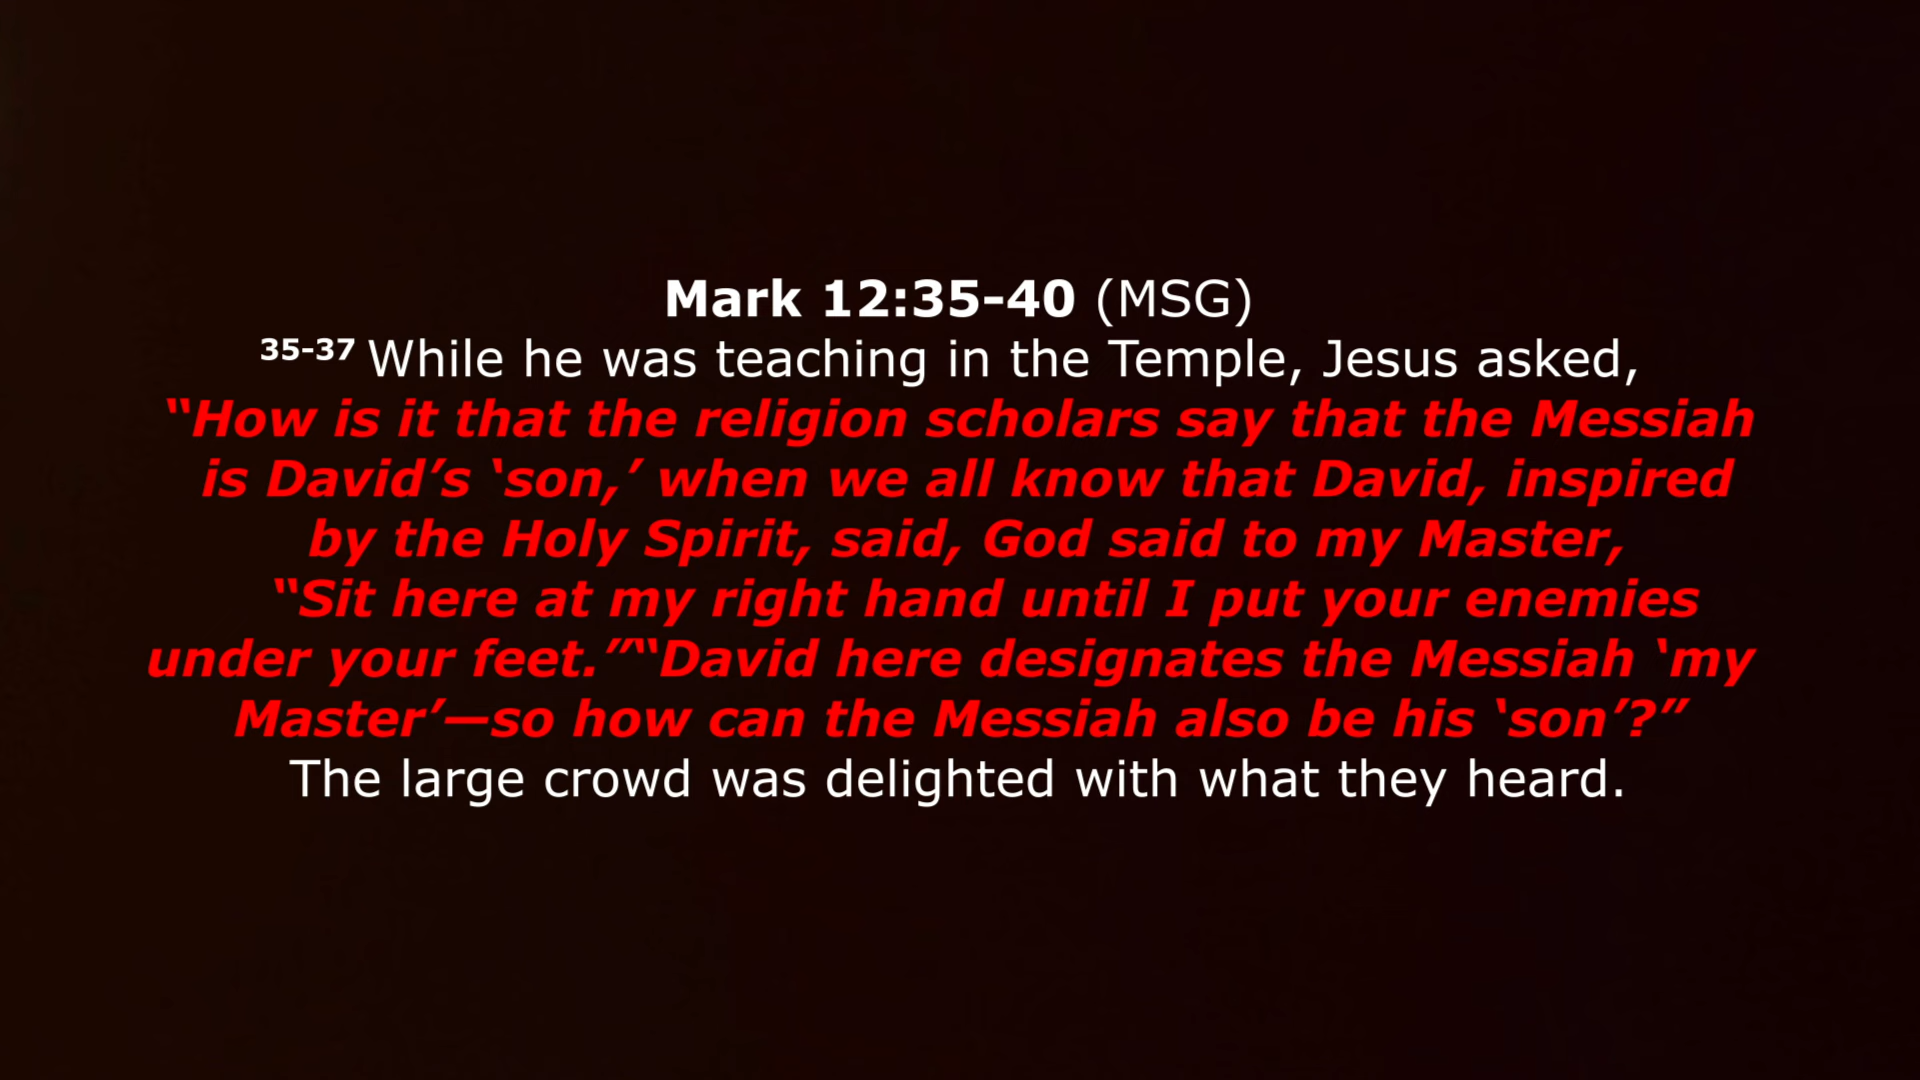 Mark 12:35-40 (MSG)
35-37 While he was teaching in the Temple, Jesus asked,
“How is it that the religion scholars say that the Messiah
is David’s ‘son,’ when we all know that David, inspired
by the Holy Spirit, said, God said to my Master,
“Sit here at my right hand until I put your enemies
under your feet.”“David here designates the Messiah ‘my
Master’—so how can the Messiah also be his ‘son’?”
The large crowd was delighted with what they heard.